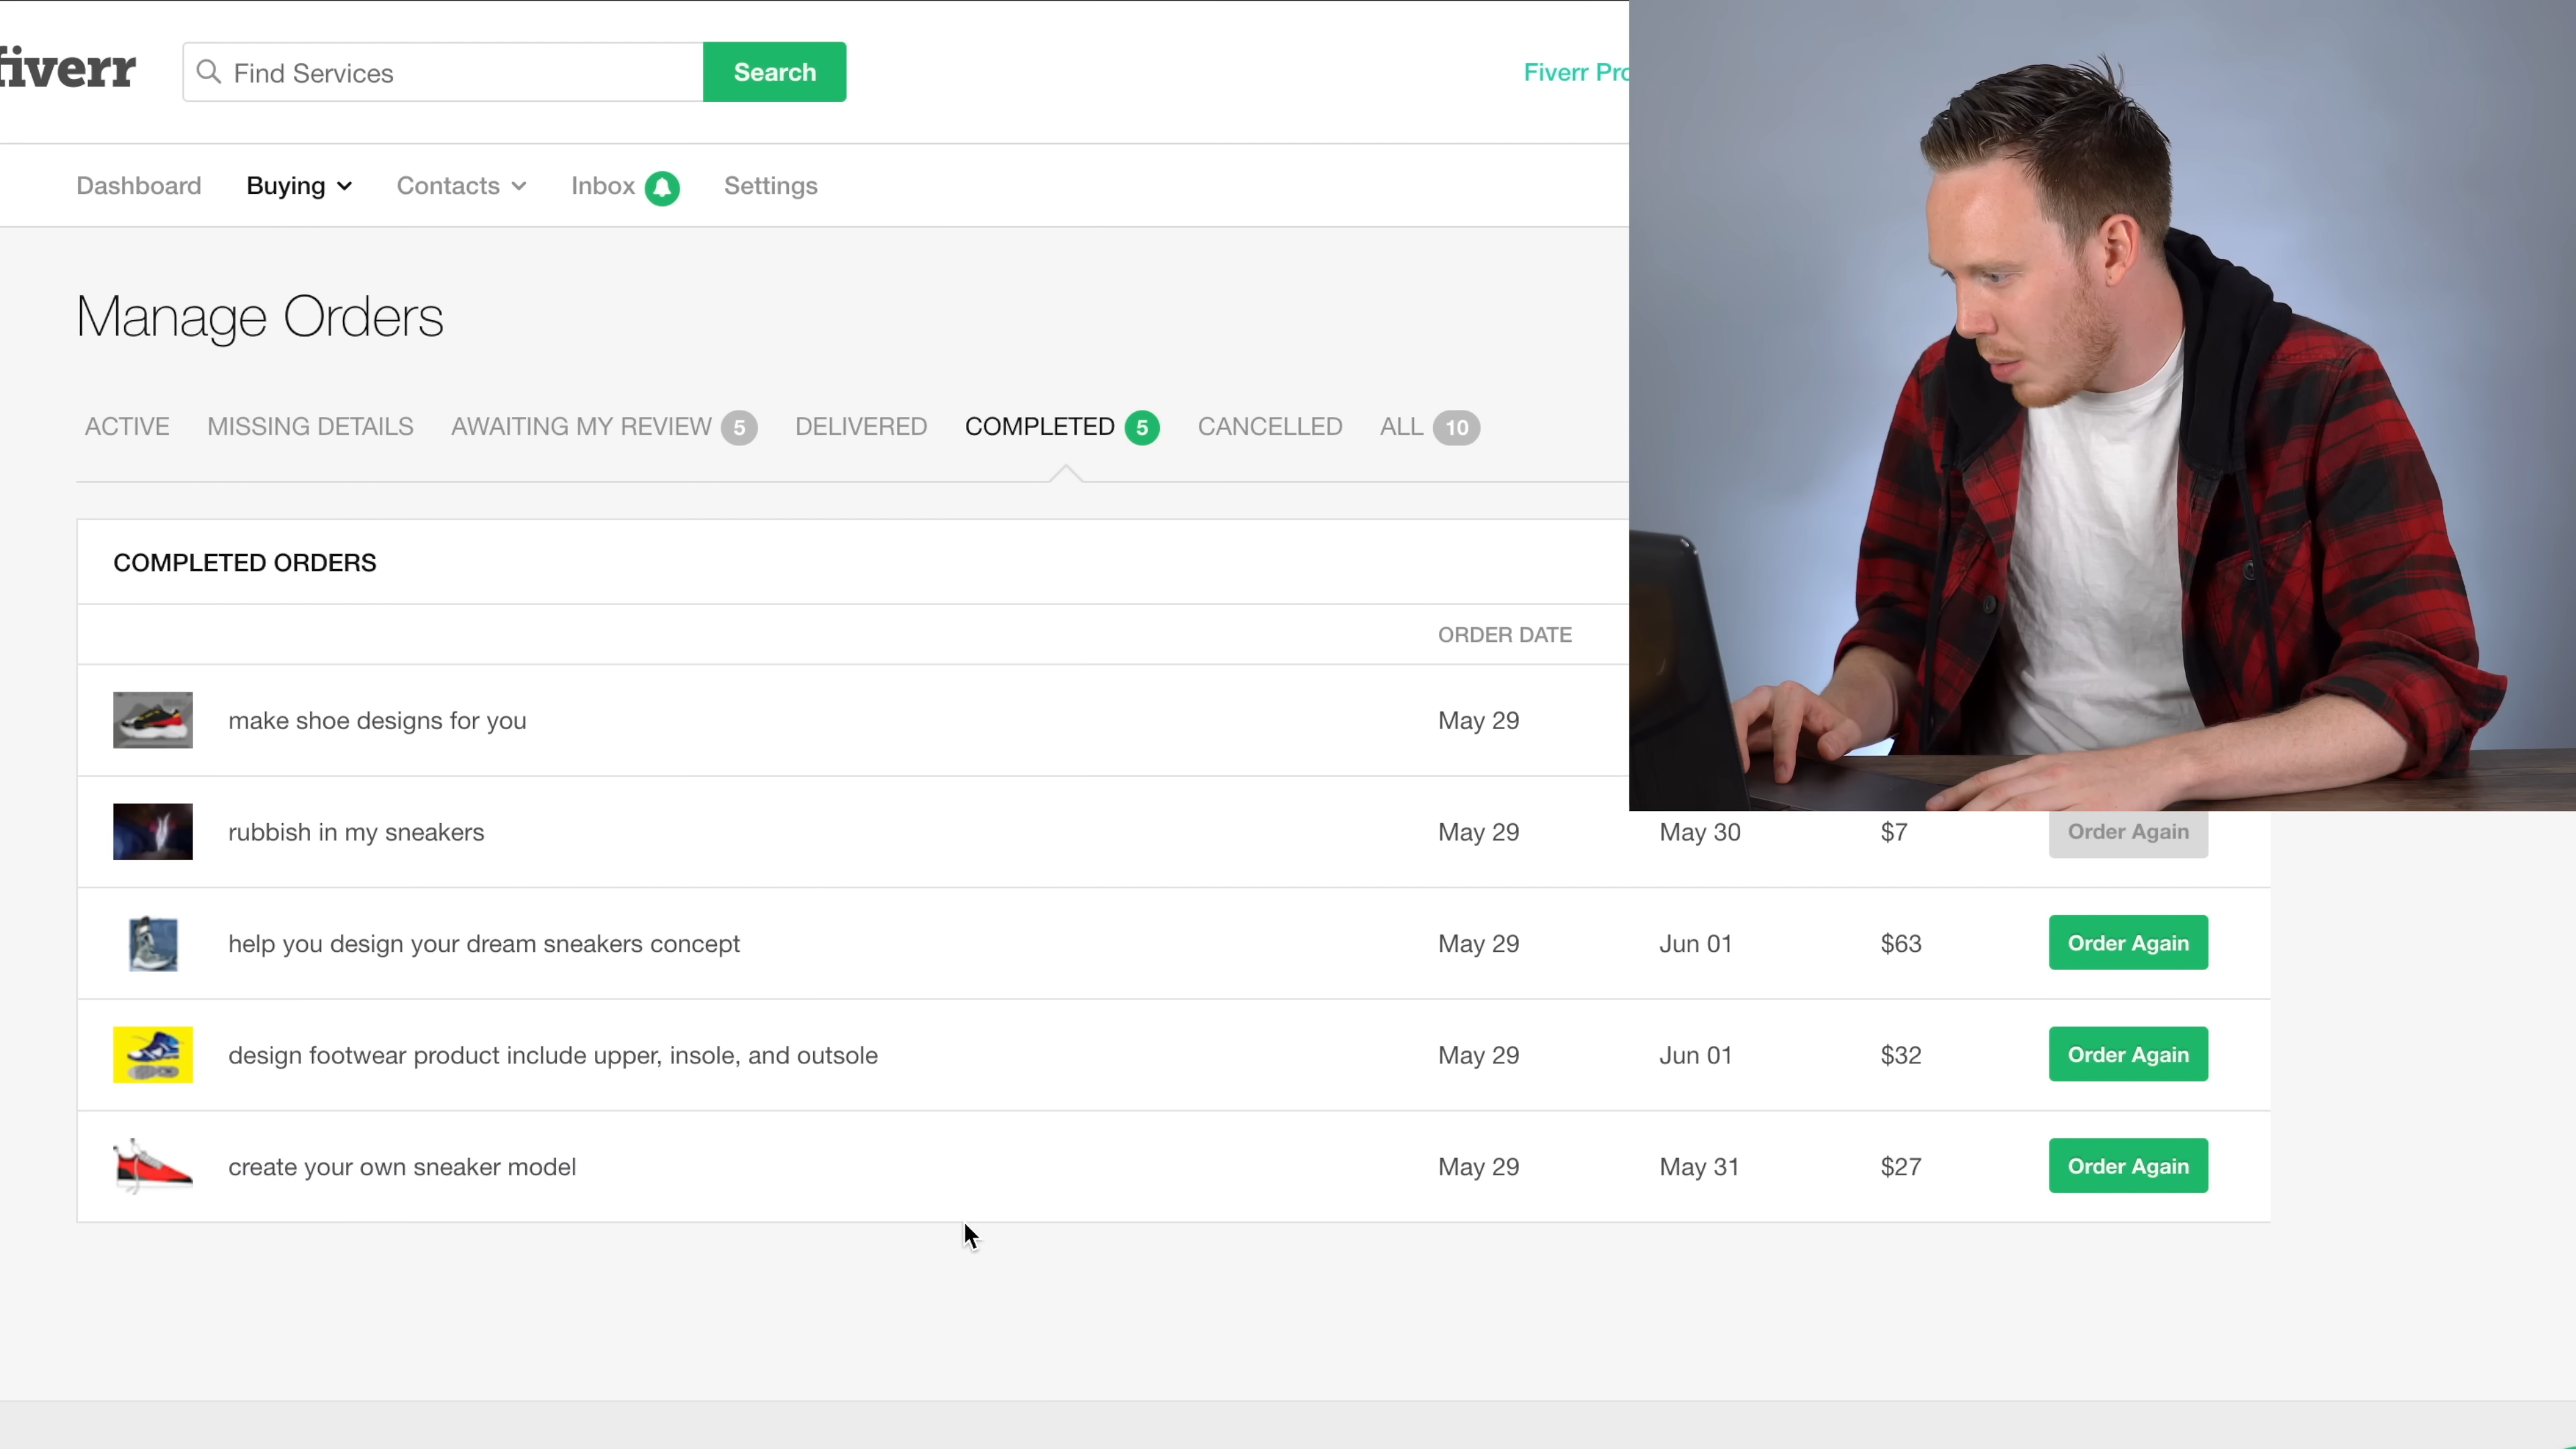 fiverr
Find Services
Search
Fiverr Pro
Dashboard Buying Contacts Inbox Settings
Manage Orders
ACTIVE MISSING DETAILS AWAITING MY REVIEW 5 DELIVERED COMPLETED 5 CANCELLED ALL 10
COMPLETED ORDERS
ORDER DATE
make shoe designs for you May 29
rubbish in my sneakers May 29 May 30 $7 Order Again
help you design your dream sneakers concept May 29 Jun 01 $63 Order Again
design footwear product include upper, insole, and outsole May 29 Jun 01 $32 Order Again
create your own sneaker model May 29 May 31 $27 Order Again